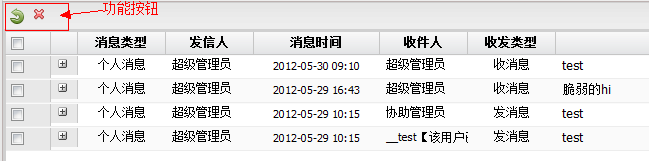 功能按钮
消息类型 发信人 消息时间 收件人 收发类型
个人消息 超级管理员 2012-05-30 09:10 超级管理员 收消息 test
个人消息 超级管理员 2012-05-29 16:43 超级管理员 收消息 脆弱的hi
个人消息 超级管理员 2012-05-29 10:15 协助管理员 发消息 test
个人消息 超级管理员 2012-05-29 10:15 __test【该用户i 发消息 test